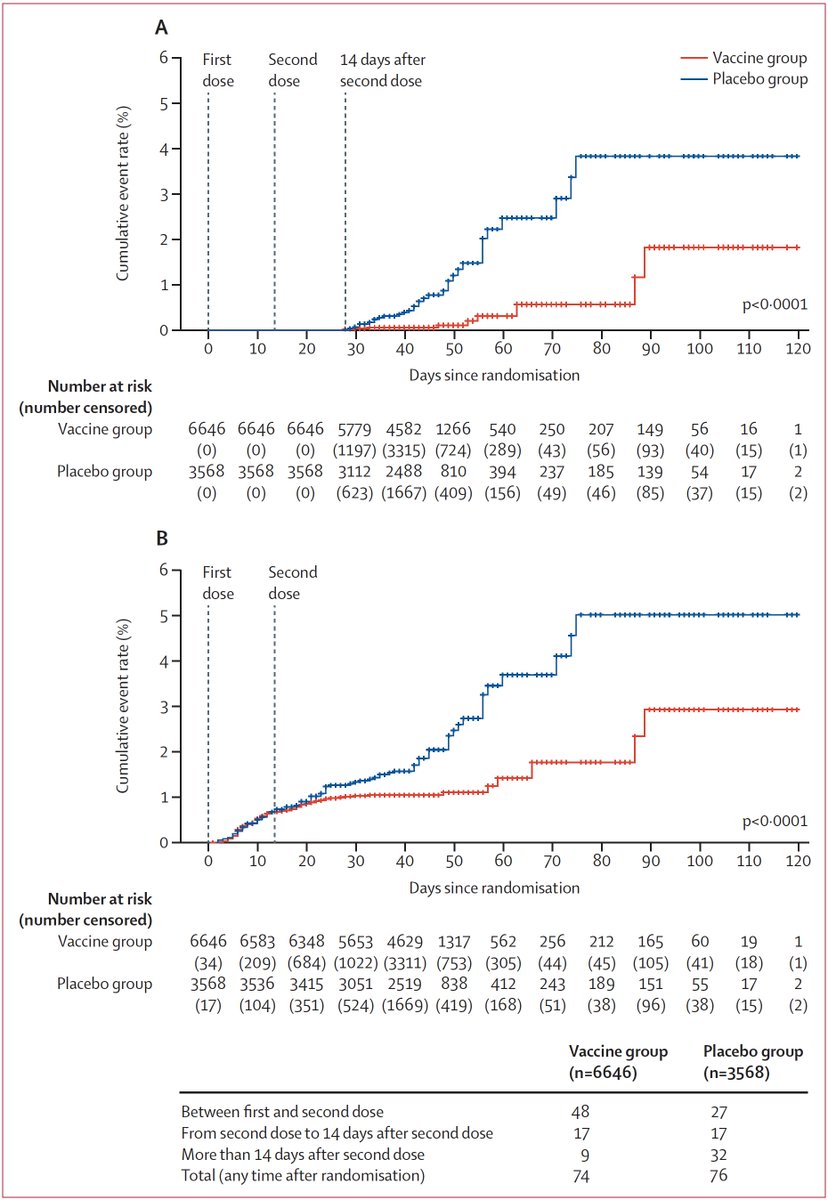 A
First dose
Second dose
14 days after second dose
Vaccine group
Placebo group
6
5
4
3
2
1
0
Cumulative event rate (%)
p<0·0001
0 10 20 30 40 50 60 70 80 90 100 110 120
Days since randomisation
Number at risk
(number censored)
Vaccine group 6646 6646 6646 5779 4582 1266 540 250 207 149 56 16 1
(0) (0) (0) (1197) (3315) (724) (289) (43) (56) (93) (40) (15) (1)
Placebo group 3568 3568 3568 3112 2488 810 394 237 185 139 54 17 2
(0) (0) (0) (623) (1667) (409) (156) (49) (46) (85) (37) (15) (2)
B
First dose
Second dose
6
5
4
3
2
1
0
Cumulative event rate (%)
p<0·0001
0 10 20 30 40 50 60 70 80 90 100 110 120
Days since randomisation
Number at risk
(number censored)
Vaccine group 6646 6583 6348 5653 4629 1317 562 256 212 165 60 19 1
(34) (209) (684) (1022) (3311) (753) (305) (44) (45) (105) (41) (18) (1)
Placebo group 3568 3536 3415 3051 2519 838 412 243 189 151 55 17 2
(17) (104) (351) (524) (1669) (419) (168) (51) (38) (96) (38) (15) (2)
Vaccine group Placebo group
(n=6646) (n=3568)
Between first and second dose 48 27
From second dose to 14 days after second dose 17 17
More than 14 days after second dose 9 32
Total (any time after randomisation) 74 76